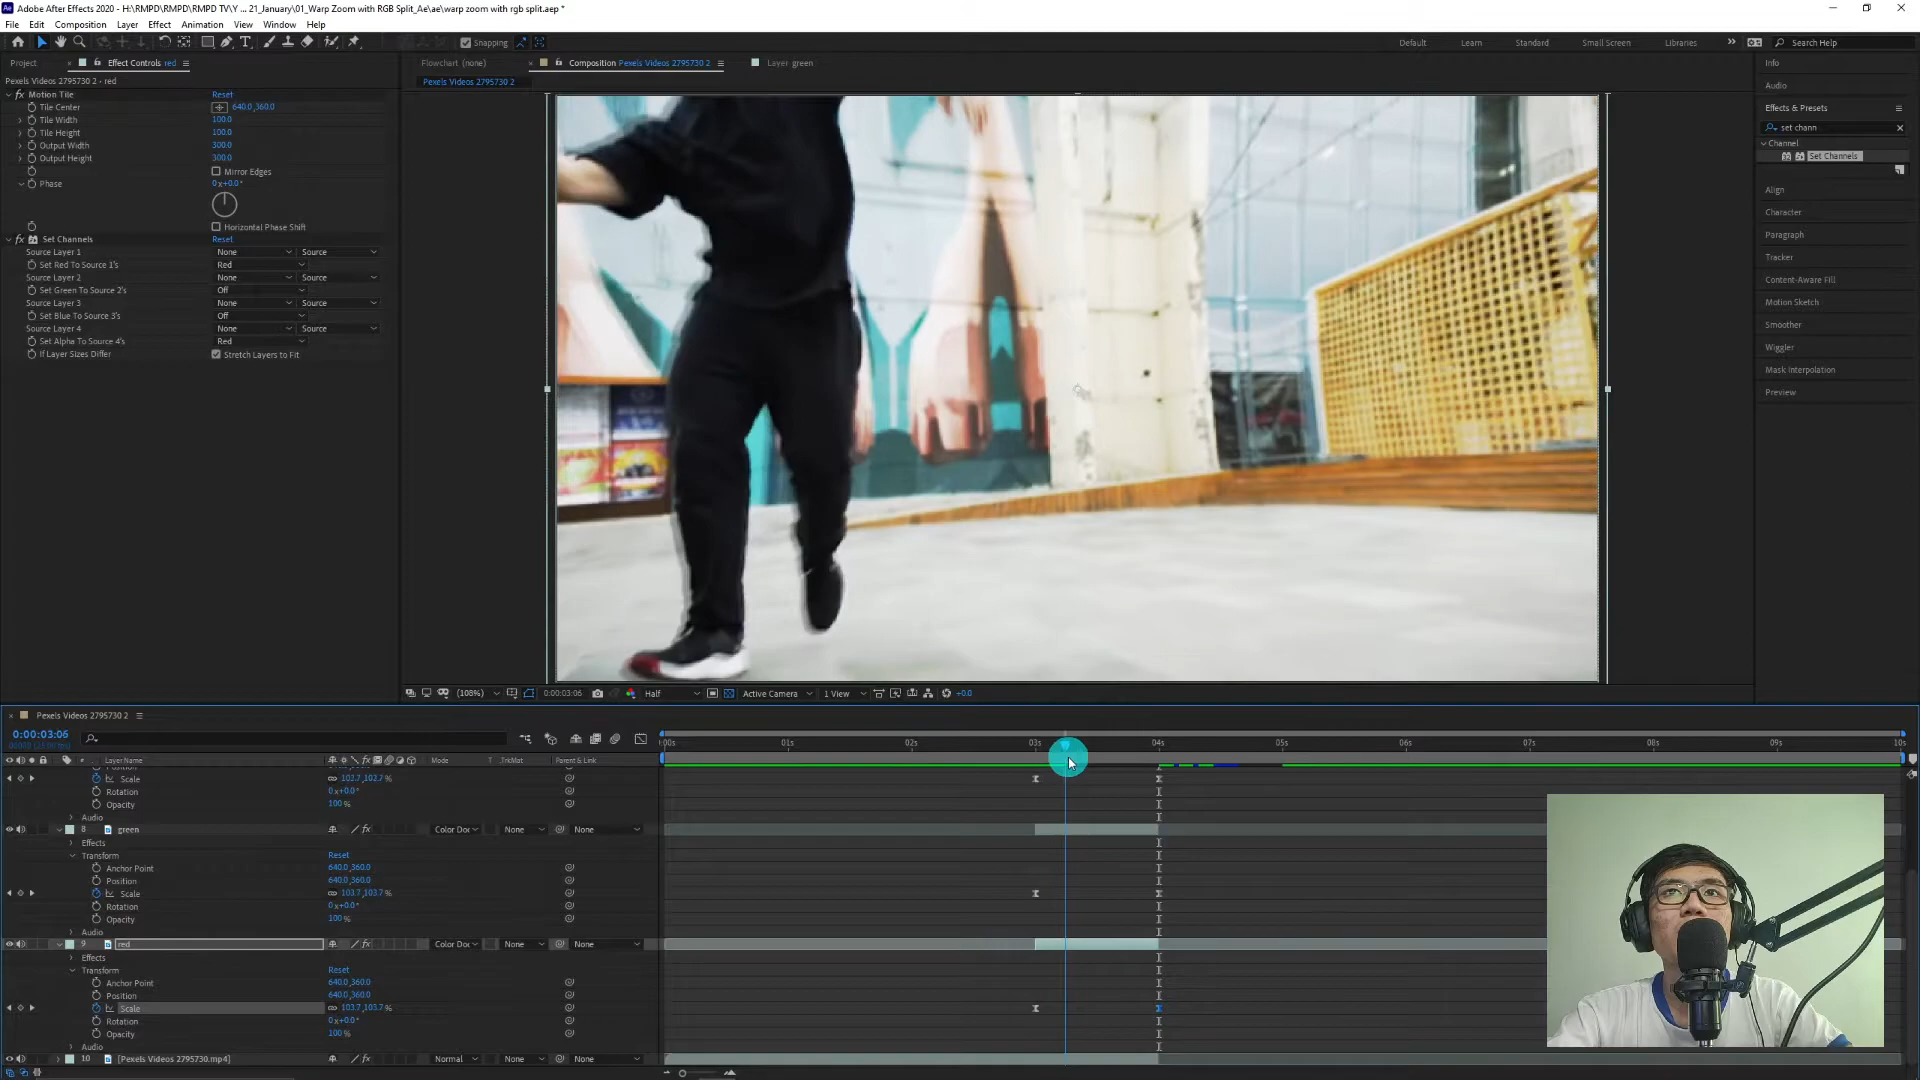 Adobe After Effects 2020 - H:\RMPD\RMPD TV\Y ... 21_January\01_Warp Zoom with RGB Split_Ae\ae\warp zoom with rgb split.aep *
File Edit Composition Layer Effect Animation View Window Help
Snapping Default Learn Standard Small Screen Libraries Search Help
Project Effect Controls red Flowchart (none) Composition Pexels Videos 2795730 2 Layer green Info
Pexels Videos 2795730 2 · red Pexels Videos 2795730 2 Audio
Motion Tile Reset
Tile Center 640.0,360.0 Effects & Presets
Tile Width 100.0
Tile Height 100.0 set chann
Output Width 300.0 Channel
Output Height 300.0 Set Channels
Mirror Edges
Phase 0x+0.0° Align
Character
Horizontal Phase Shift Paragraph
Set Channels Reset
Source Layer 1 None Source Tracker
Set Red To Source 1's Red
Source Layer 2 None Source Content-Aware Fill
Set Green To Source 2's Off
Source Layer 3 None Source Motion Sketch
Set Blue To Source 3's Off
Source Layer 4 None Source Smoother
Set Alpha To Source 4's Red
If Layer Sizes Differ Stretch Layers to Fit Wiggler
Mask Interpolation
Preview
(108%) 0:00:03:06 Half Active Camera 1 View +0.0
Pexels Videos 2795730 2
0:00:03:06
:00s 01s 02s 03s 04s 05s 06s 07s 08s 09s 10s
# Layer Name Mode T .TrkMat Parent & Link
Scale 103.7,103.7%
Rotation 0x+0.0°
Opacity 100%
Audio
8 green Color Doc None None
Effects
Transform Reset
Anchor Point 640.0,360.0
Position 640.0,360.0
Scale 103.7,103.7%
Rotation 0x+0.0°
Opacity 100%
Audio
9 red Color Doc None None
Effects
Transform Reset
Anchor Point 640.0,360.0
Position 640.0,360.0
Scale 103.7,103.7%
Rotation 0x+0.0°
Opacity 100%
Audio
10 [Pexels Videos 2795730.mp4] Normal None None